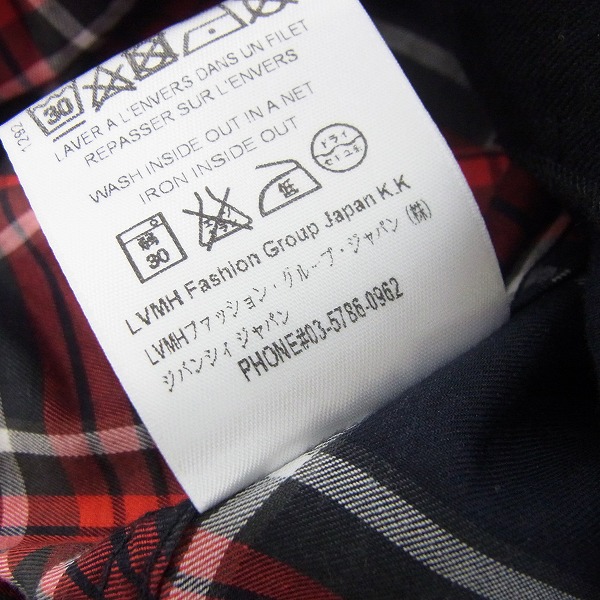 30
LAVER A L'ENVERS DANS UN FILET
REPASSER SUR L'ENVERS
WASH INSIDE OUT IN A NET
IRON INSIDE OUT
30
低
ドライ
セキユ系
LVMH Fashion Group Japan K.K
LVMHファッション・グループ・ジャパン（株）
ジバンシィ ジャパン
PHONE#03-5786-0962